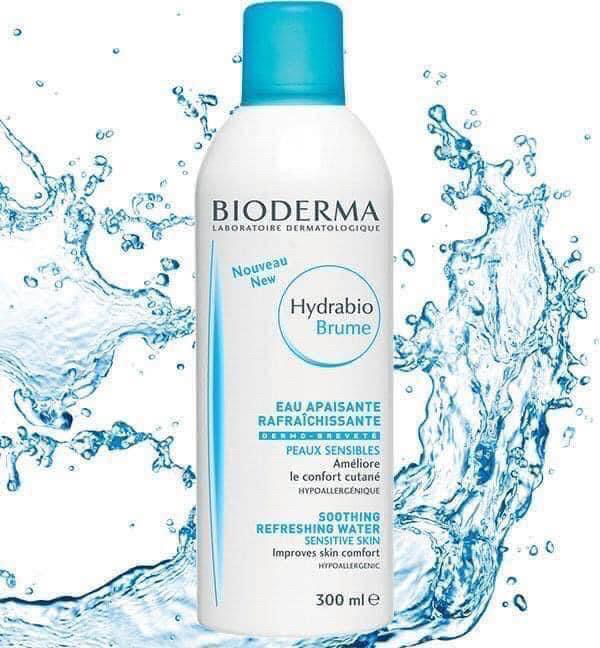 BIODERMA
LABORATOIRE DERMATOLOGIQUE
Nouveau
New
Hydrabio
Brume
EAU APAISANTE
RAFRAÎCHISSANTE
DERMO-BREVETÉ
PEAUX SENSIBLES
Améliore
le confort cutané
HYPOALLERGÉNIQUE
SOOTHING
REFRESHING WATER
SENSITIVE SKIN
Improves skin comfort
HYPOALLERGENIC
300 ml e